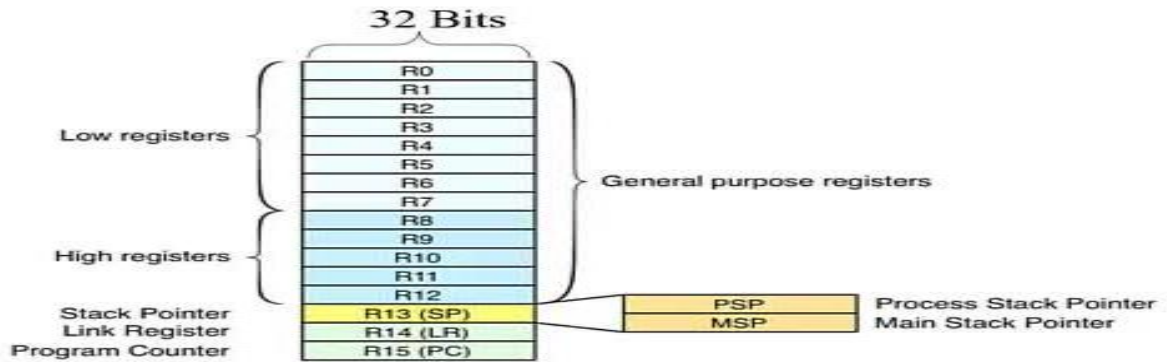 32 Bits
R0
R1
R2
Low registers
R3
R4
R5
General purpose registers
R6
R7
R8
R9
High registers
R10
R11
R12
PSP
Process Stack Pointer
Stack Pointer
R13 (SP)
MSP
Main Stack Pointer
Link Register
R14 (LR)
Program Counter
R15 (PC)